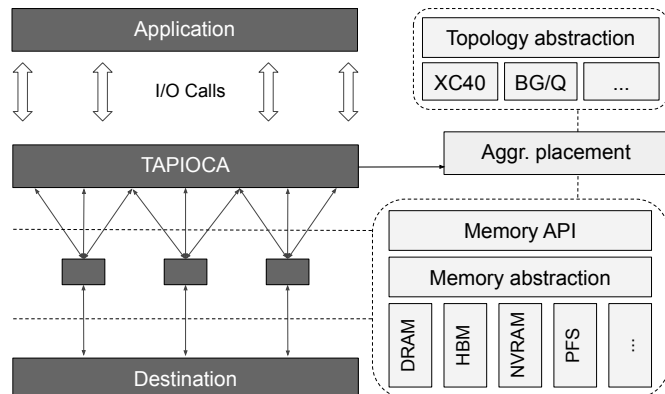 Application
I/O Calls
TAPIOCA
Destination
Topology abstraction
XC40
BG/Q
...
Aggr. placement
Memory API
Memory abstraction
DRAM
HBM
NVRAM
PFS
...